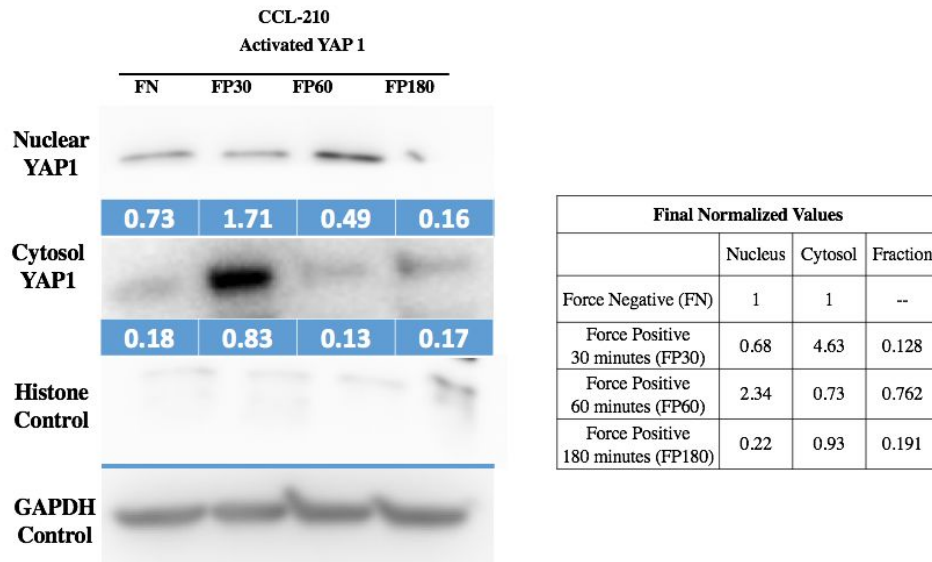 CCL-210
Activated YAP 1
FN FP30 FP60 FP180
Nuclear
YAP1
0.73 1.71 0.49 0.16
Cytosol
YAP1
0.18 0.83 0.13 0.17
Histone
Control
GAPDH
Control
Final Normalized Values
Nucleus Cytosol Fraction
Force Negative (FN) 1 1 --
Force Positive
30 minutes (FP30) 0.68 4.63 0.128
Force Positive
60 minutes (FP60) 2.34 0.73 0.762
Force Positive
180 minutes (FP180) 0.22 0.93 0.191